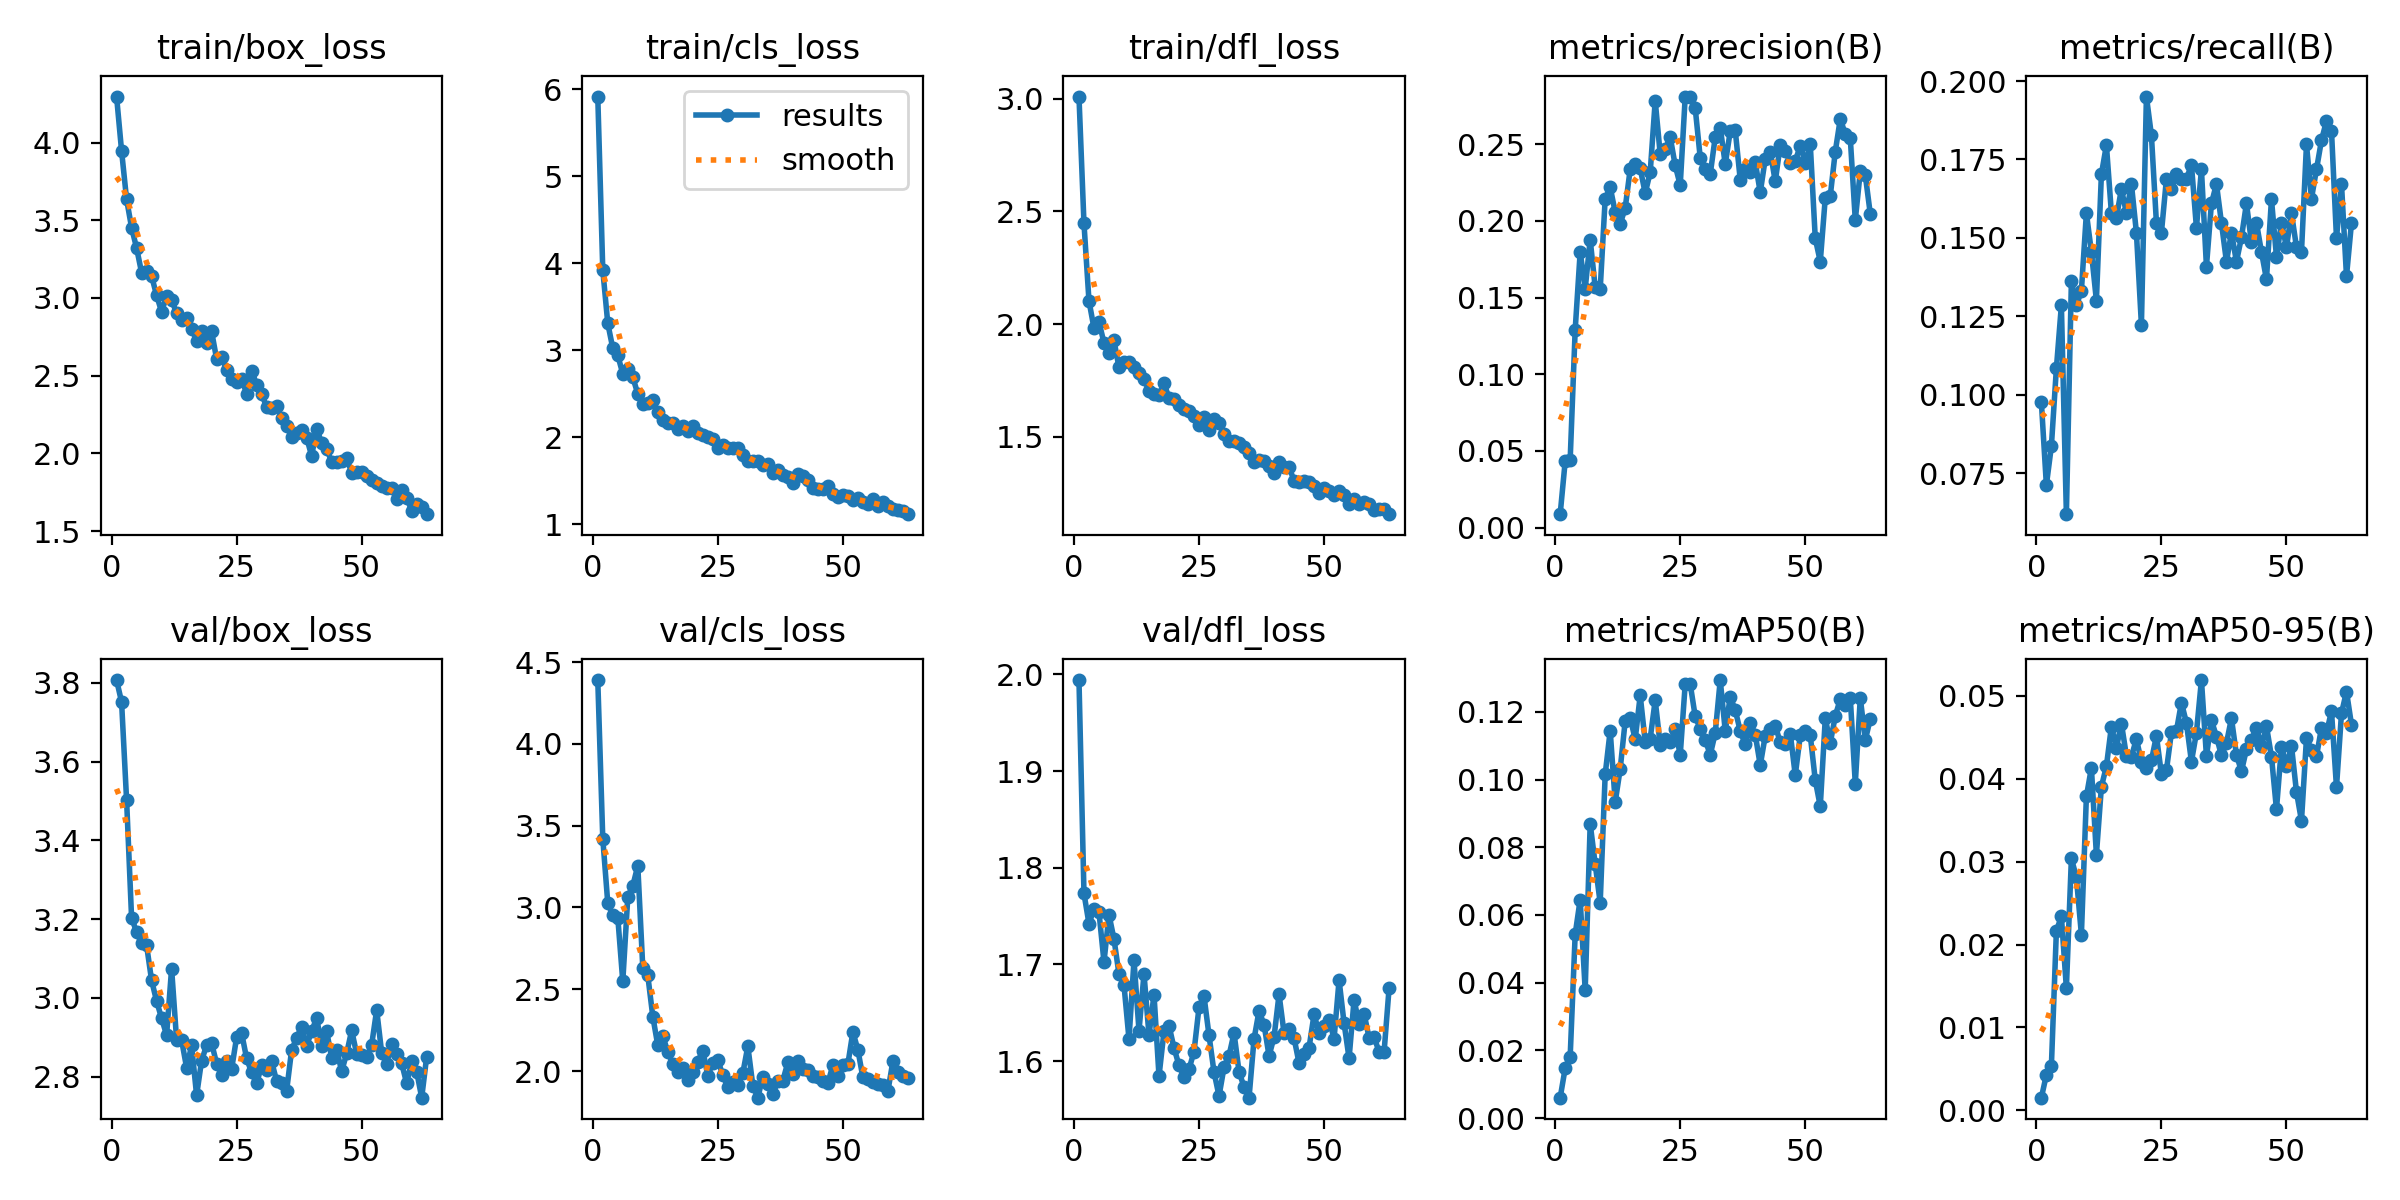 train/box_loss
4.0
3.5
3.0
2.5
2.0
1.5
0 25 50
train/cls_loss
results
smooth
6
5
4
3
2
1
0 25 50
train/dfl_loss
3.0
2.5
2.0
1.5
0 25 50
metrics/precision(B)
0.25
0.20
0.15
0.10
0.05
0.00
0 25 50
metrics/recall(B)
0.200
0.175
0.150
0.125
0.100
0.075
0 25 50
val/box_loss
3.8
3.6
3.4
3.2
3.0
2.8
0 25 50
val/cls_loss
4.5
4.0
3.5
3.0
2.5
2.0
0 25 50
val/dfl_loss
2.0
1.9
1.8
1.7
1.6
0 25 50
metrics/mAP50(B)
0.12
0.10
0.08
0.06
0.04
0.02
0.00
0 25 50
metrics/mAP50-95(B)
0.05
0.04
0.03
0.02
0.01
0.00
0 25 50